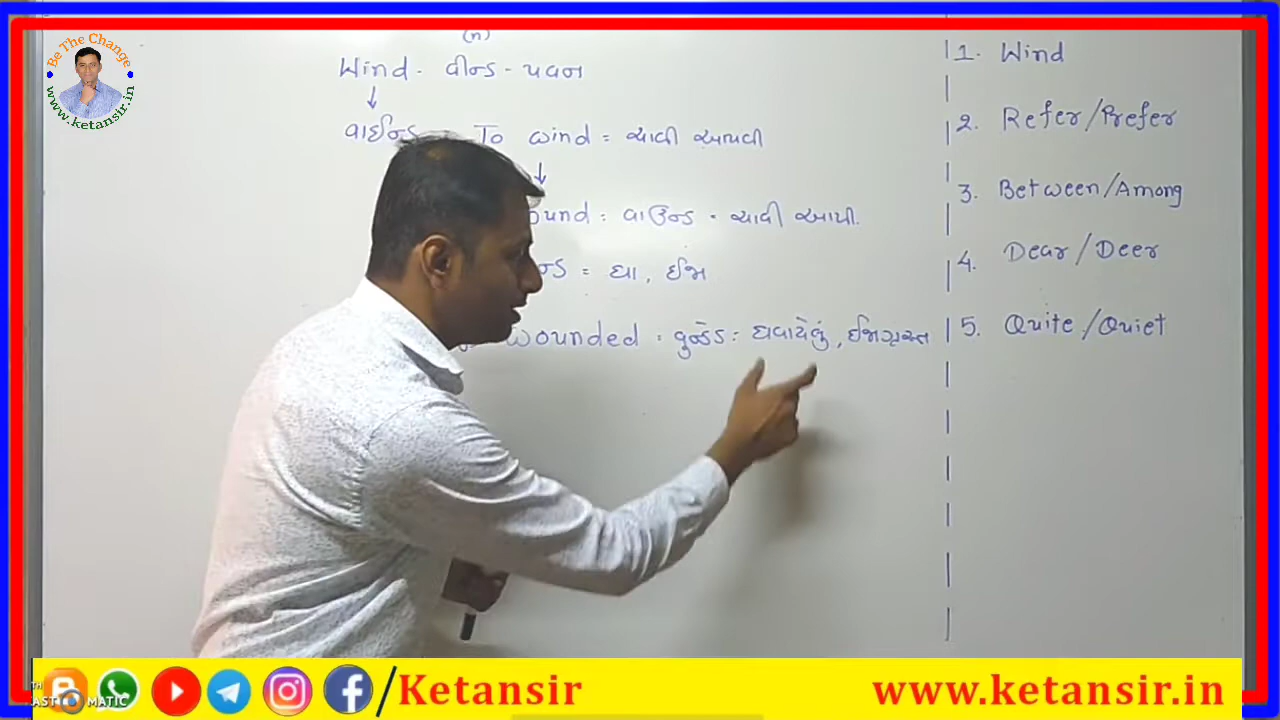 Be The Change
www.ketansir.in
(n)
Wind - વીન્ડ - પવન
વાઈન્ડ To wind = ચાવી આપવી
ound = વાઉન્ડ - ચાવી આપી.
ન્ડ = ઘા, ઈજા
wounded = વુન્ડેડ = ઘવાયેલું, ઈજાગ્રસ્ત
1. Wind
2. Refer/Prefer
3. Between/Among
4. Dear/Deer
5. Quite/Quiet
/Ketansir
www.ketansir.in